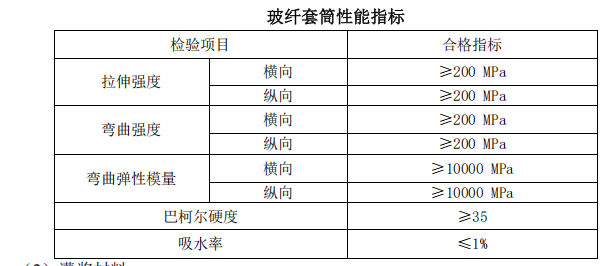 玻纤套筒性能指标
检验项目 合格指标
拉伸强度 横向 ≥200 MPa
纵向 ≥200 MPa
弯曲强度 横向 ≥200 MPa
纵向 ≥200 MPa
弯曲弹性模量 横向 ≥10000 MPa
纵向 ≥10000 MPa
巴柯尔硬度 ≥35
吸水率 ≤1%